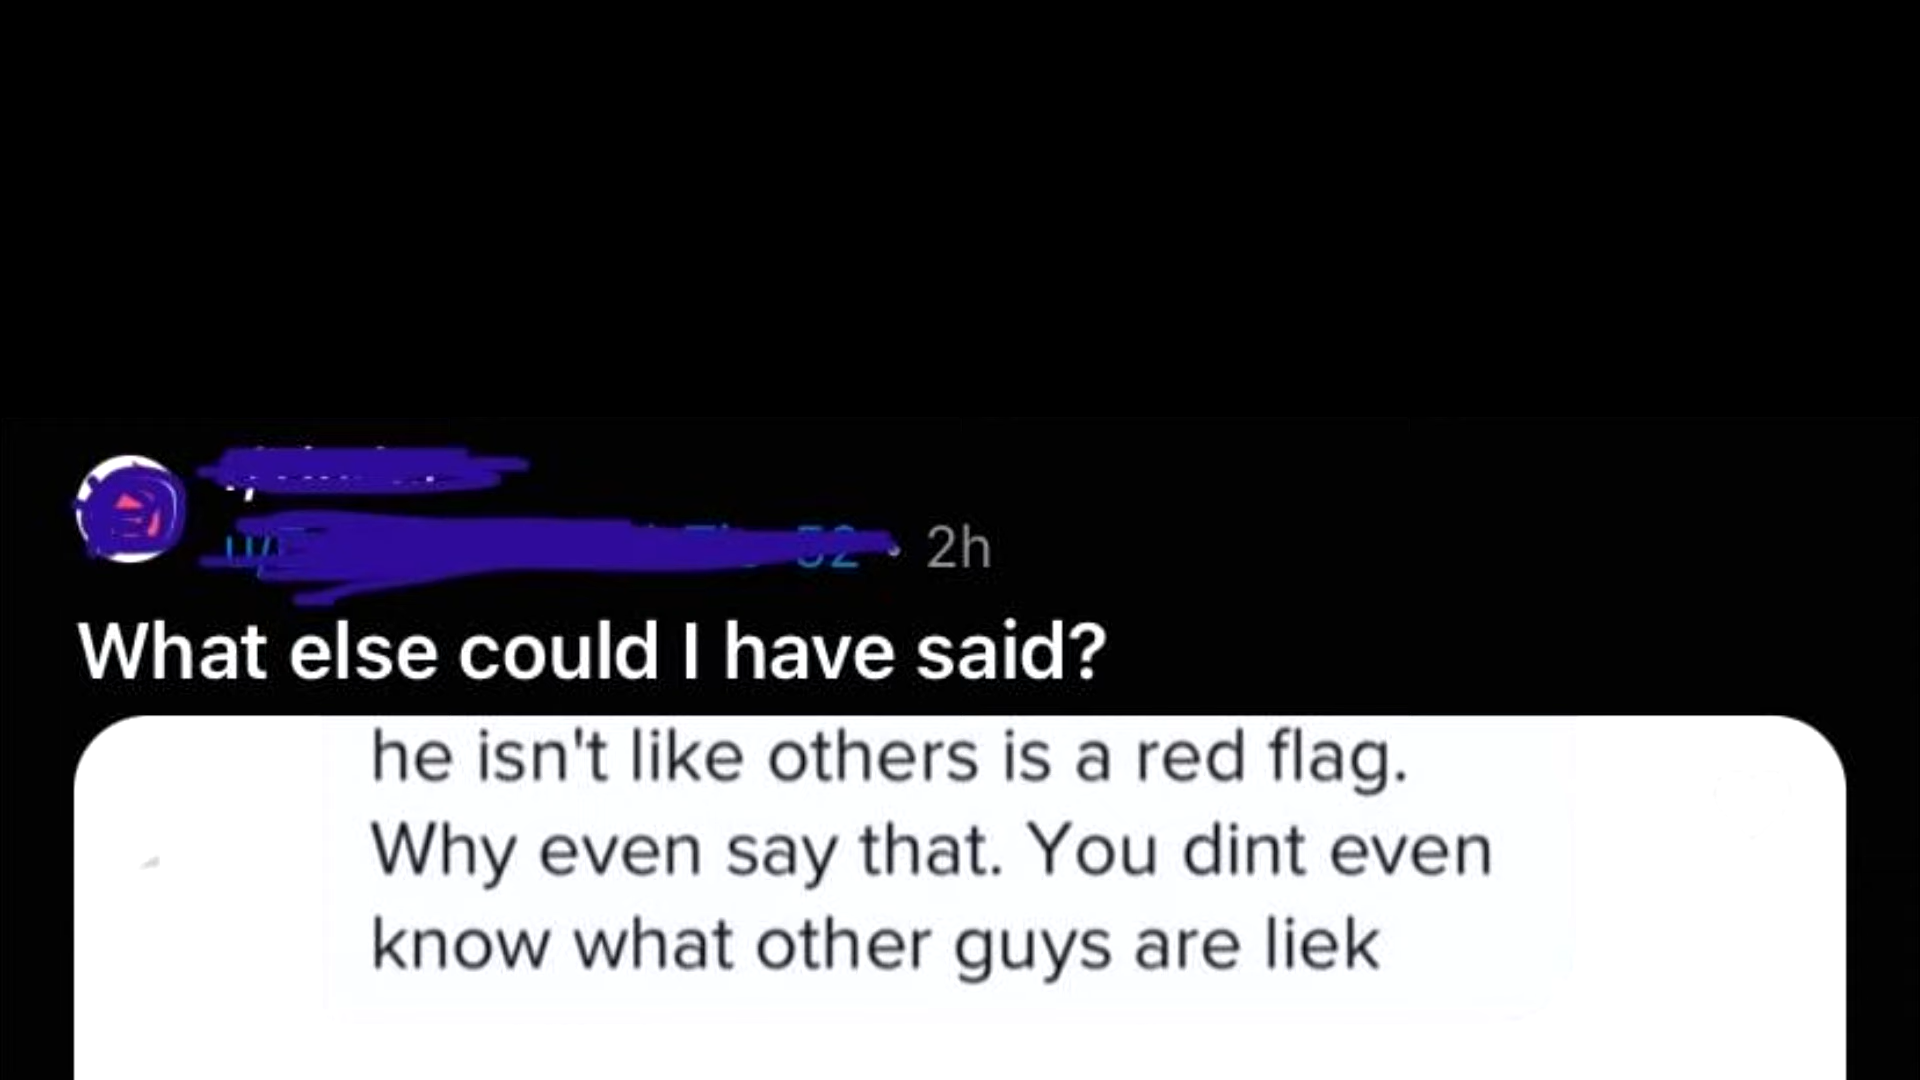 2h
What else could I have said?
he isn't like others is a red flag.
Why even say that. You dint even
know what other guys are liek